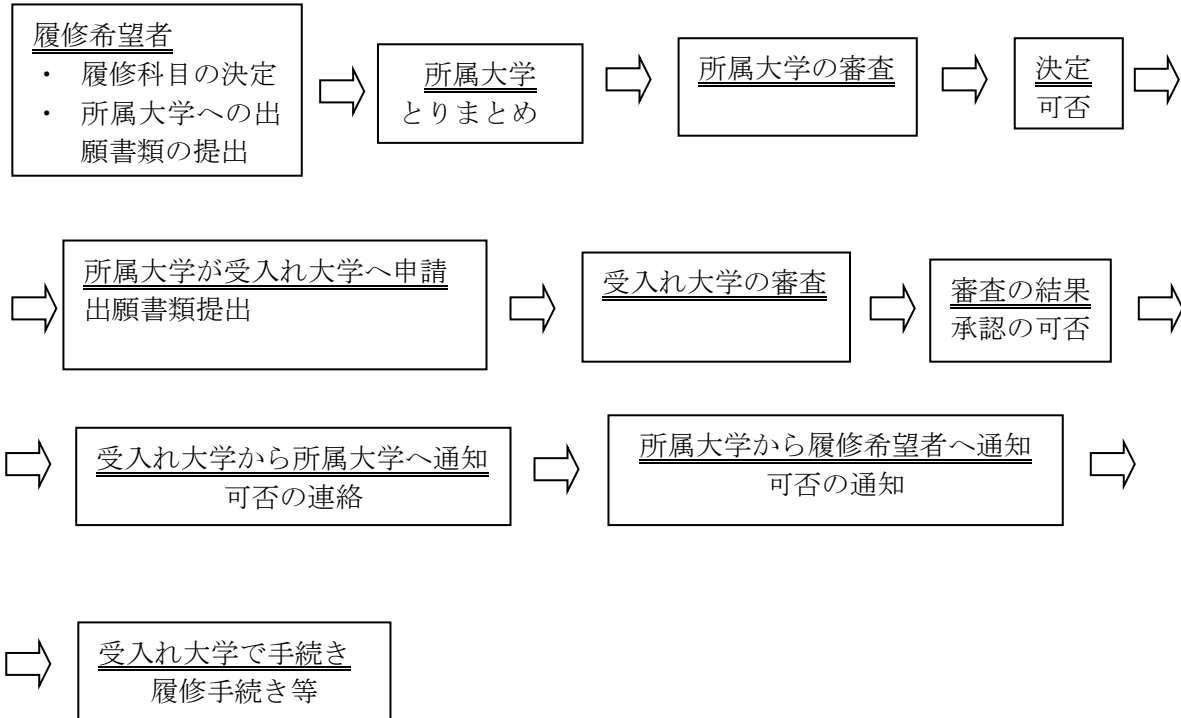 履修希望者
・ 履修科目の決定
・ 所属大学への出
願書類の提出
所属大学
とりまとめ
所属大学の審査
決定
可否
所属大学が受入れ大学へ申請
出願書類提出
受入れ大学の審査
審査の結果
承認の可否
受入れ大学から所属大学へ通知
可否の連絡
所属大学から履修希望者へ通知
可否の通知
受入れ大学で手続き
履修手続き等